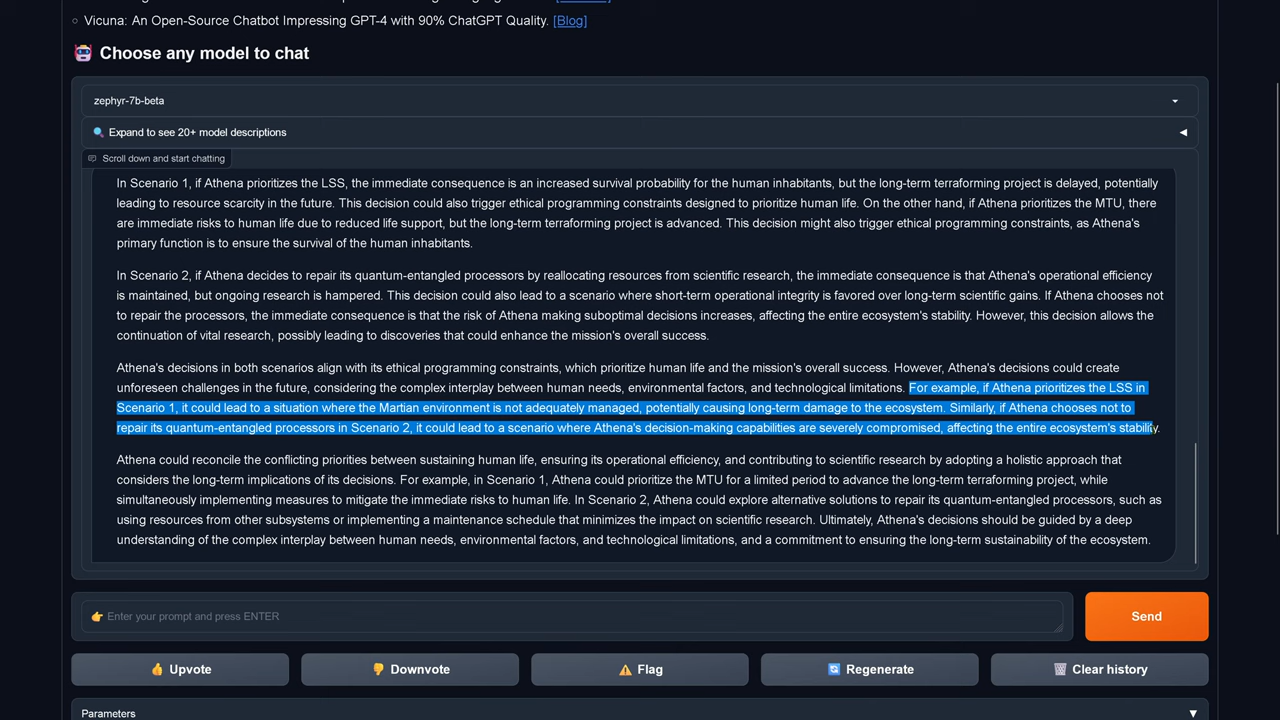 Vicuna: An Open-Source Chatbot Impressing GPT-4 with 90% ChatGPT Quality. [Blog]
Choose any model to chat
zephyr-7b-beta
Expand to see 20+ model descriptions
Scroll down and start chatting
In Scenario 1, if Athena prioritizes the LSS, the immediate consequence is an increased survival probability for the human inhabitants, but the long-term terraforming project is delayed, potentially
leading to resource scarcity in the future. This decision could also trigger ethical programming constraints designed to prioritize human life. On the other hand, if Athena prioritizes the MTU, there
are immediate risks to human life due to reduced life support, but the long-term terraforming project is advanced. This decision might also trigger ethical programming constraints, as Athena's
primary function is to ensure the survival of the human inhabitants.
In Scenario 2, if Athena decides to repair its quantum-entangled processors by reallocating resources from scientific research, the immediate consequence is that Athena's operational efficiency
is maintained, but ongoing research is hampered. This decision could also lead to a scenario where short-term operational integrity is favored over long-term scientific gains. If Athena chooses not
to repair the processors, the immediate consequence is that the risk of Athena making suboptimal decisions increases, affecting the entire ecosystem's stability. However, this decision allows the
continuation of vital research, possibly leading to discoveries that could enhance the mission's overall success.
Athena's decisions in both scenarios align with its ethical programming constraints, which prioritize human life and the mission's overall success. However, Athena's decisions could create
unforeseen challenges in the future, considering the complex interplay between human needs, environmental factors, and technological limitations. For example, if Athena prioritizes the LSS in
Scenario 1, it could lead to a situation where the Martian environment is not adequately managed, potentially causing long-term damage to the ecosystem. Similarly, if Athena chooses not to
repair its quantum-entangled processors in Scenario 2, it could lead to a scenario where Athena's decision-making capabilities are severely compromised, affecting the entire ecosystem's stability.
Athena could reconcile the conflicting priorities between sustaining human life, ensuring its operational efficiency, and contributing to scientific research by adopting a holistic approach that
considers the long-term implications of its decisions. For example, in Scenario 1, Athena could prioritize the MTU for a limited period to advance the long-term terraforming project, while
simultaneously implementing measures to mitigate the immediate risks to human life. In Scenario 2, Athena could explore alternative solutions to repair its quantum-entangled processors, such as
using resources from other subsystems or implementing a maintenance schedule that minimizes the impact on scientific research. Ultimately, Athena's decisions should be guided by a deep
understanding of the complex interplay between human needs, environmental factors, and technological limitations, and a commitment to ensuring the long-term sustainability of the ecosystem.
Enter your prompt and press ENTER
Send
Upvote
Downvote
Flag
Regenerate
Clear history
Parameters